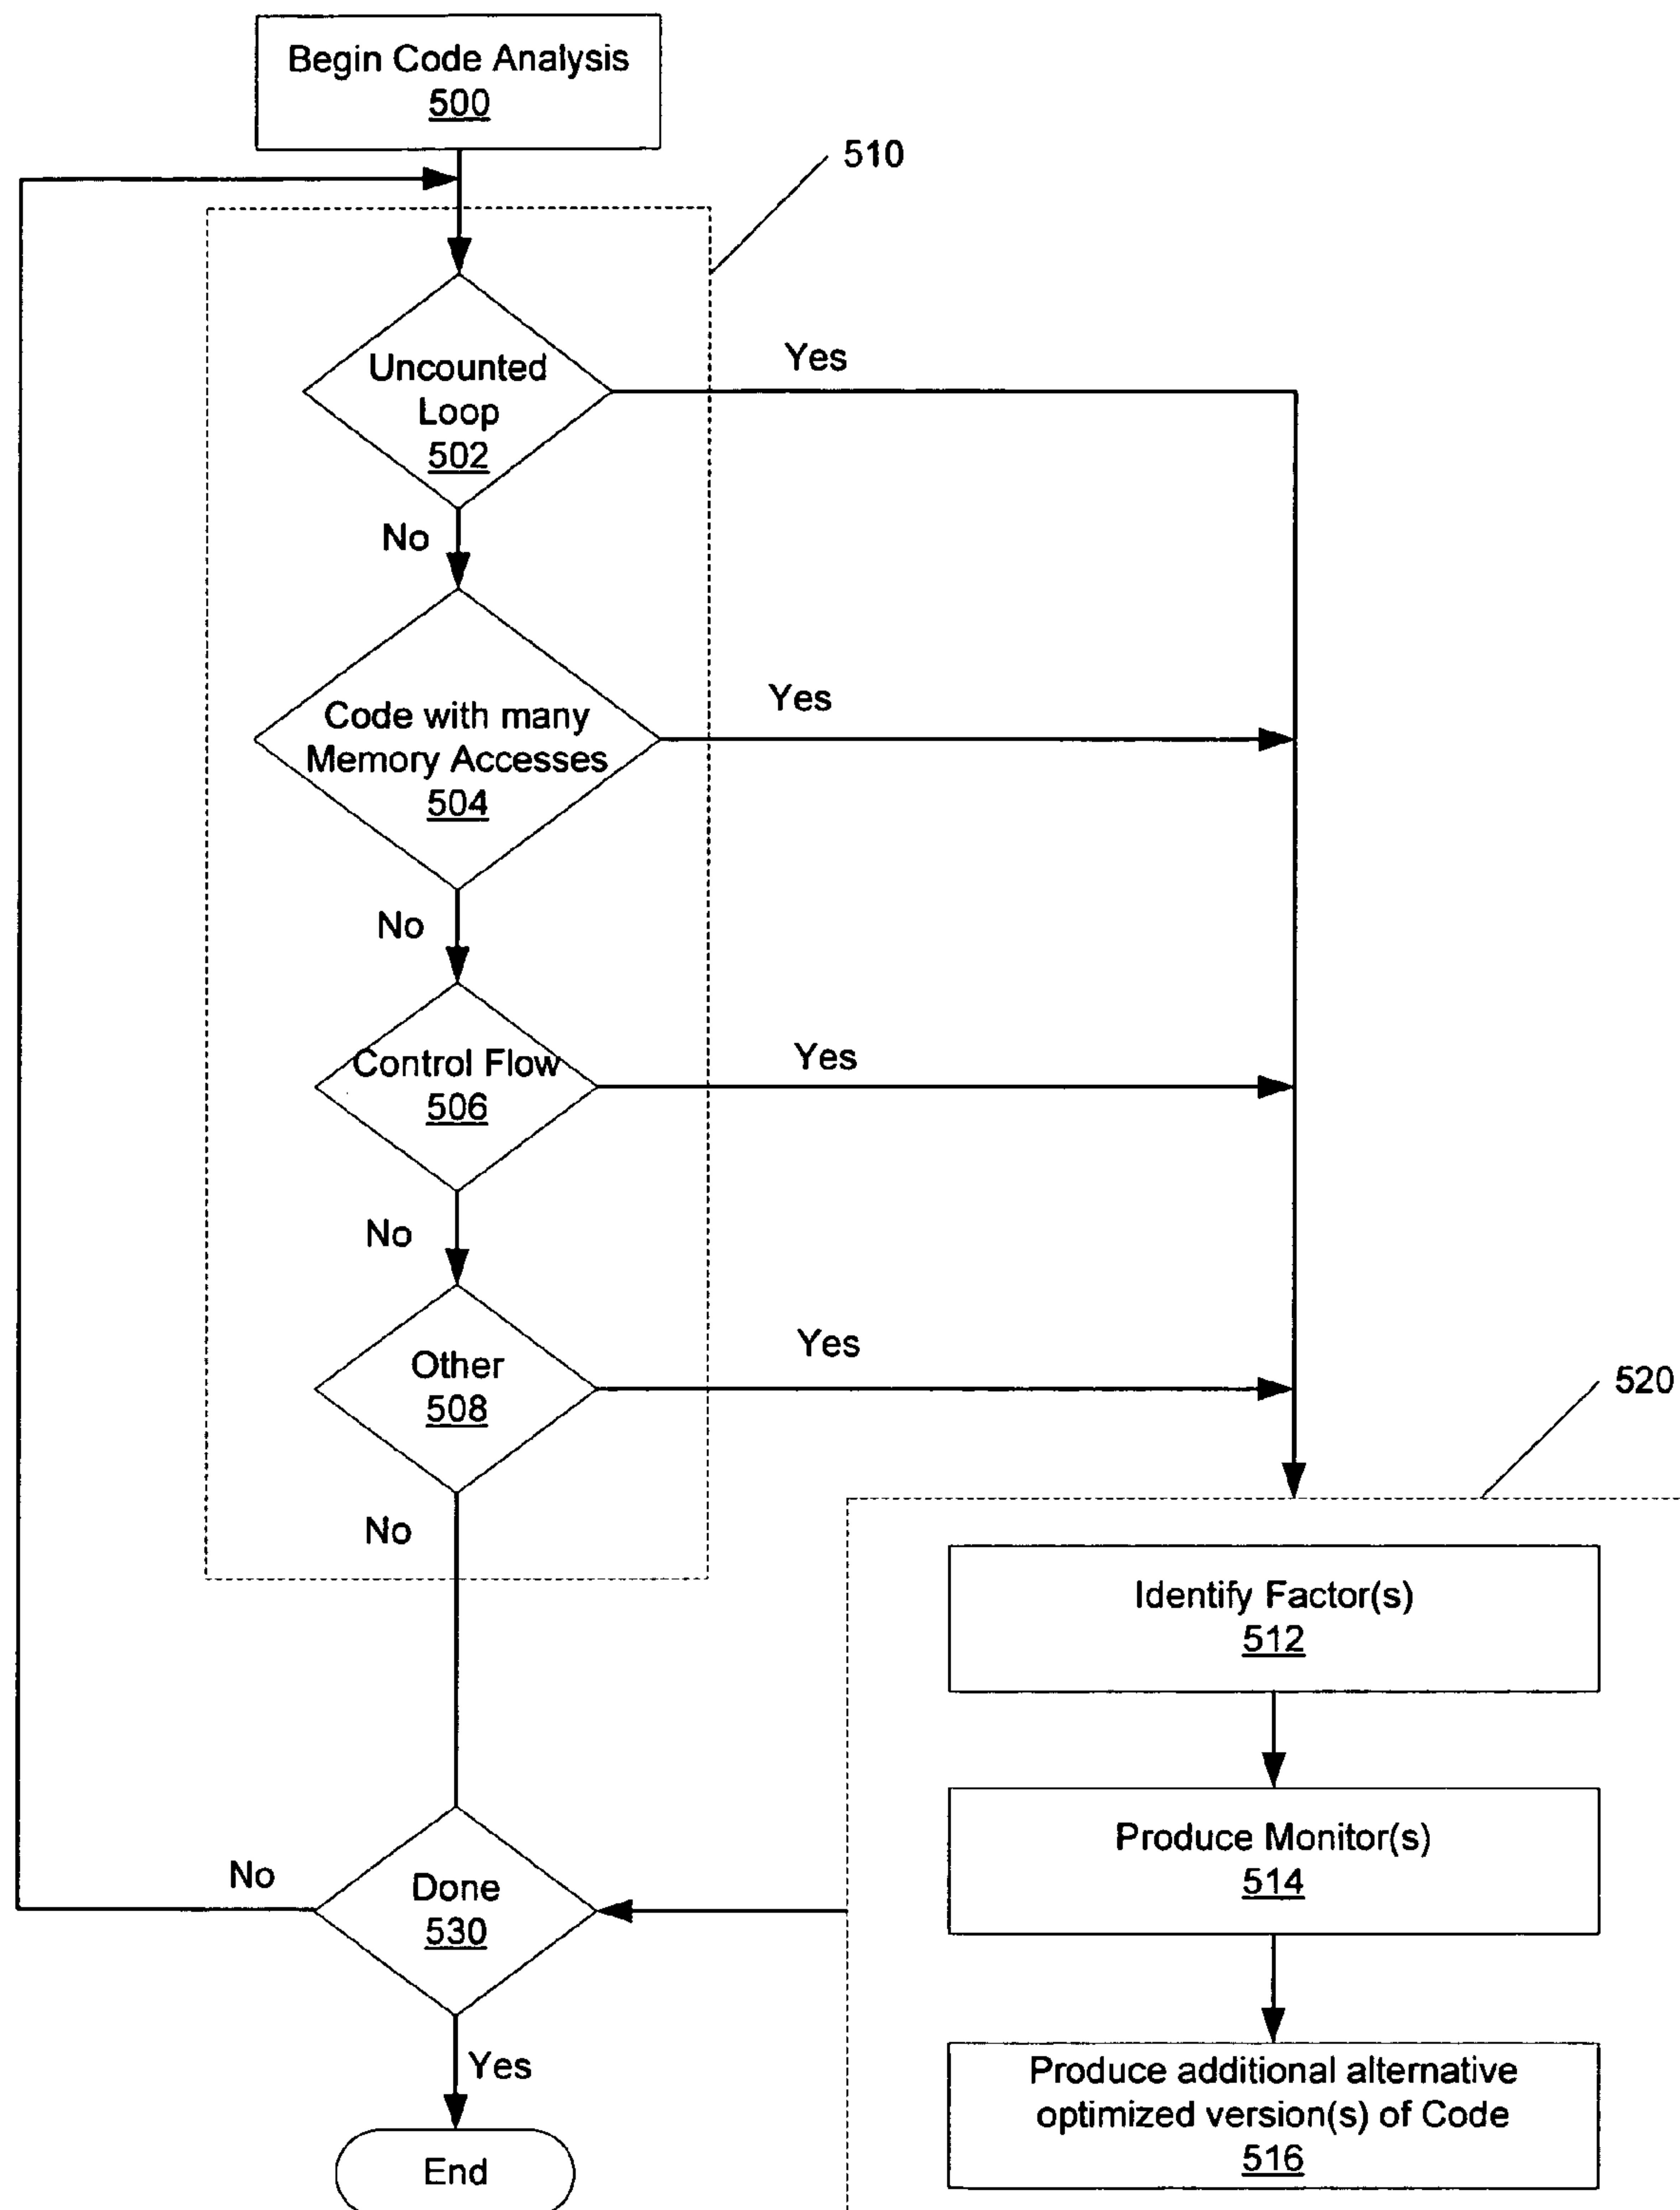 Begin Code Analysis
500
510
Uncounted
Loop
502
Yes
No
Code with many
Memory Accesses
504
Yes
No
Control Flow
506
Yes
No
Other
508
Yes
No
520
Identify Factor(s)
512
Produce Monitor(s)
514
Produce additional alternative
optimized version(s) of Code
516
Done
530
No
Yes
End